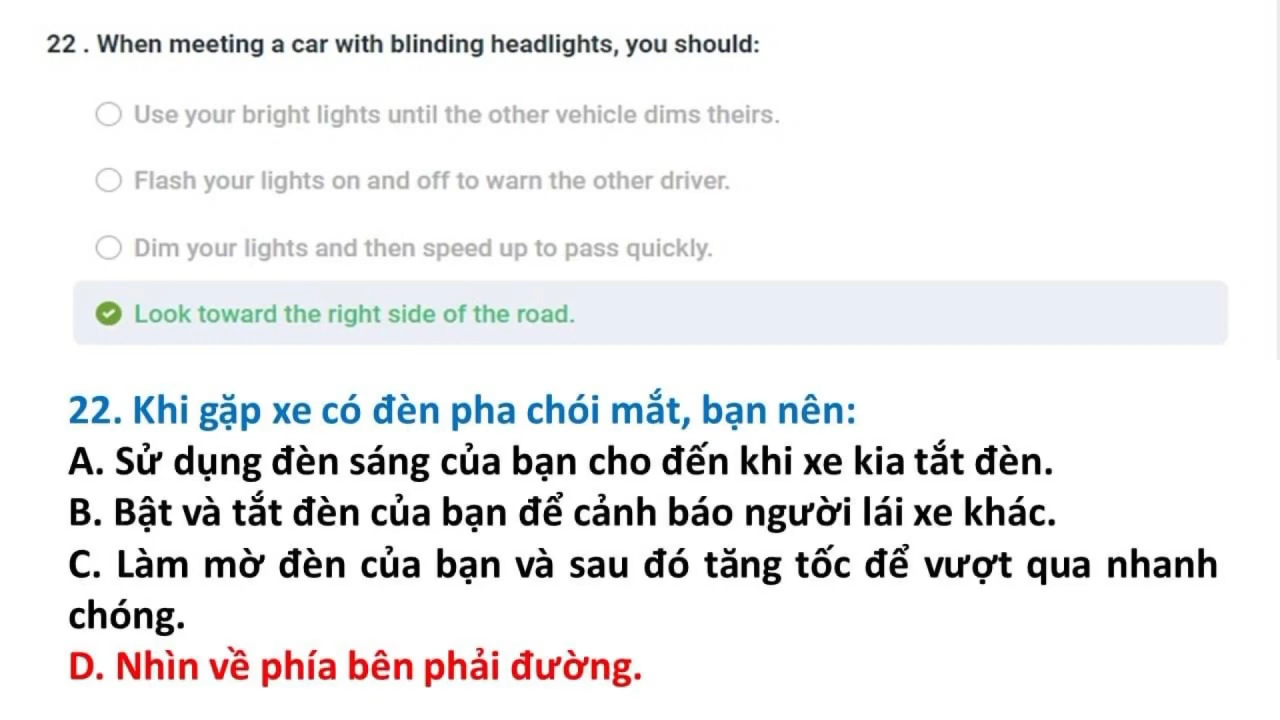 22 . When meeting a car with blinding headlights, you should:
Use your bright lights until the other vehicle dims theirs.
Flash your lights on and off to warn the other driver.
Dim your lights and then speed up to pass quickly.
Look toward the right side of the road.
22. Khi gặp xe có đèn pha chói mắt, bạn nên:
A. Sử dụng đèn sáng của bạn cho đến khi xe kia tắt đèn.
B. Bật và tắt đèn của bạn để cảnh báo người lái xe khác.
C. Làm mờ đèn của bạn và sau đó tăng tốc để vượt qua nhanh
chóng.
D. Nhìn về phía bên phải đường.